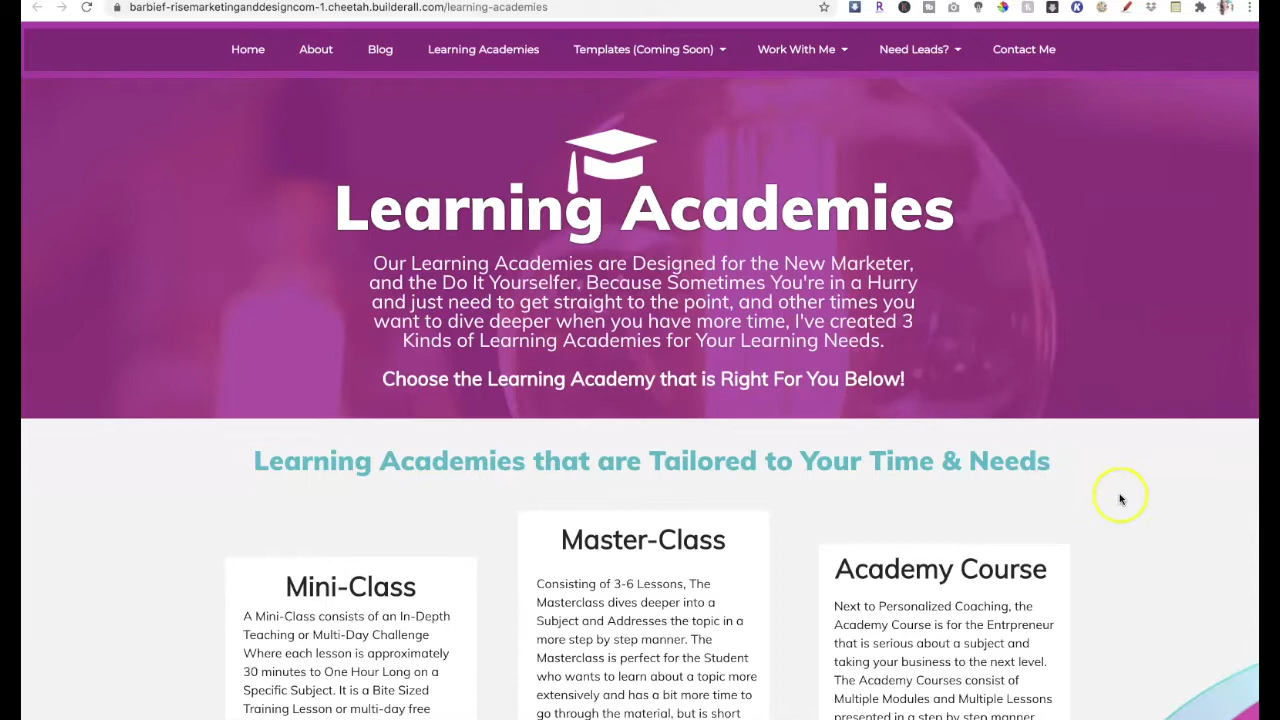 barbief-risemarketinganddesigncom-1.cheetah.builderall.com/learning-academies
Home
About
Blog
Learning Academies
Templates (Coming Soon)
Work With Me
Need Leads?
Contact Me
Learning Academies
Our Learning Academies are Designed for the New Marketer,
and the Do It Yourselfer. Because Sometimes You're in a Hurry
and just need to get straight to the point, and other times you
want to dive deeper when you have more time, I've created 3
Kinds of Learning Academies for Your Learning Needs.
Choose the Learning Academy that is Right For You Below!
Learning Academies that are Tailored to Your Time & Needs
Mini-Class
A Mini-Class consists of an In-Depth
Teaching or Multi-Day Challenge
Where each lesson is approximately
30 minutes to One Hour Long on a
Specific Subject. It is a Bite Sized
Training Lesson or multi-day free
Master-Class
Consisting of 3-6 Lessons, The
Masterclass dives deeper into a
Subject and Addresses the topic in a
more step by step manner. The
Masterclass is perfect for the Student
who wants to learn about a topic more
extensively and has a bit more time to
go through the material, but is short
Academy Course
Next to Personalized Coaching, the
Academy Course is for the Entrpreneur
that is serious about a subject and
taking your business to the next level.
The Academy Courses consist of
Multiple Modules and Multiple Lessons
presented in a step by step manner